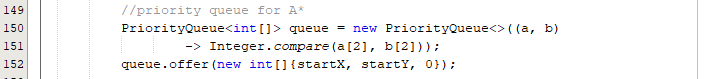 149 //priority queue for A*
150 PriorityQueue<int[]> queue = new PriorityQueue<>((a, b)
151 -> Integer.compare(a[2], b[2]));
152 queue.offer(new int[]{startX, startY, 0});